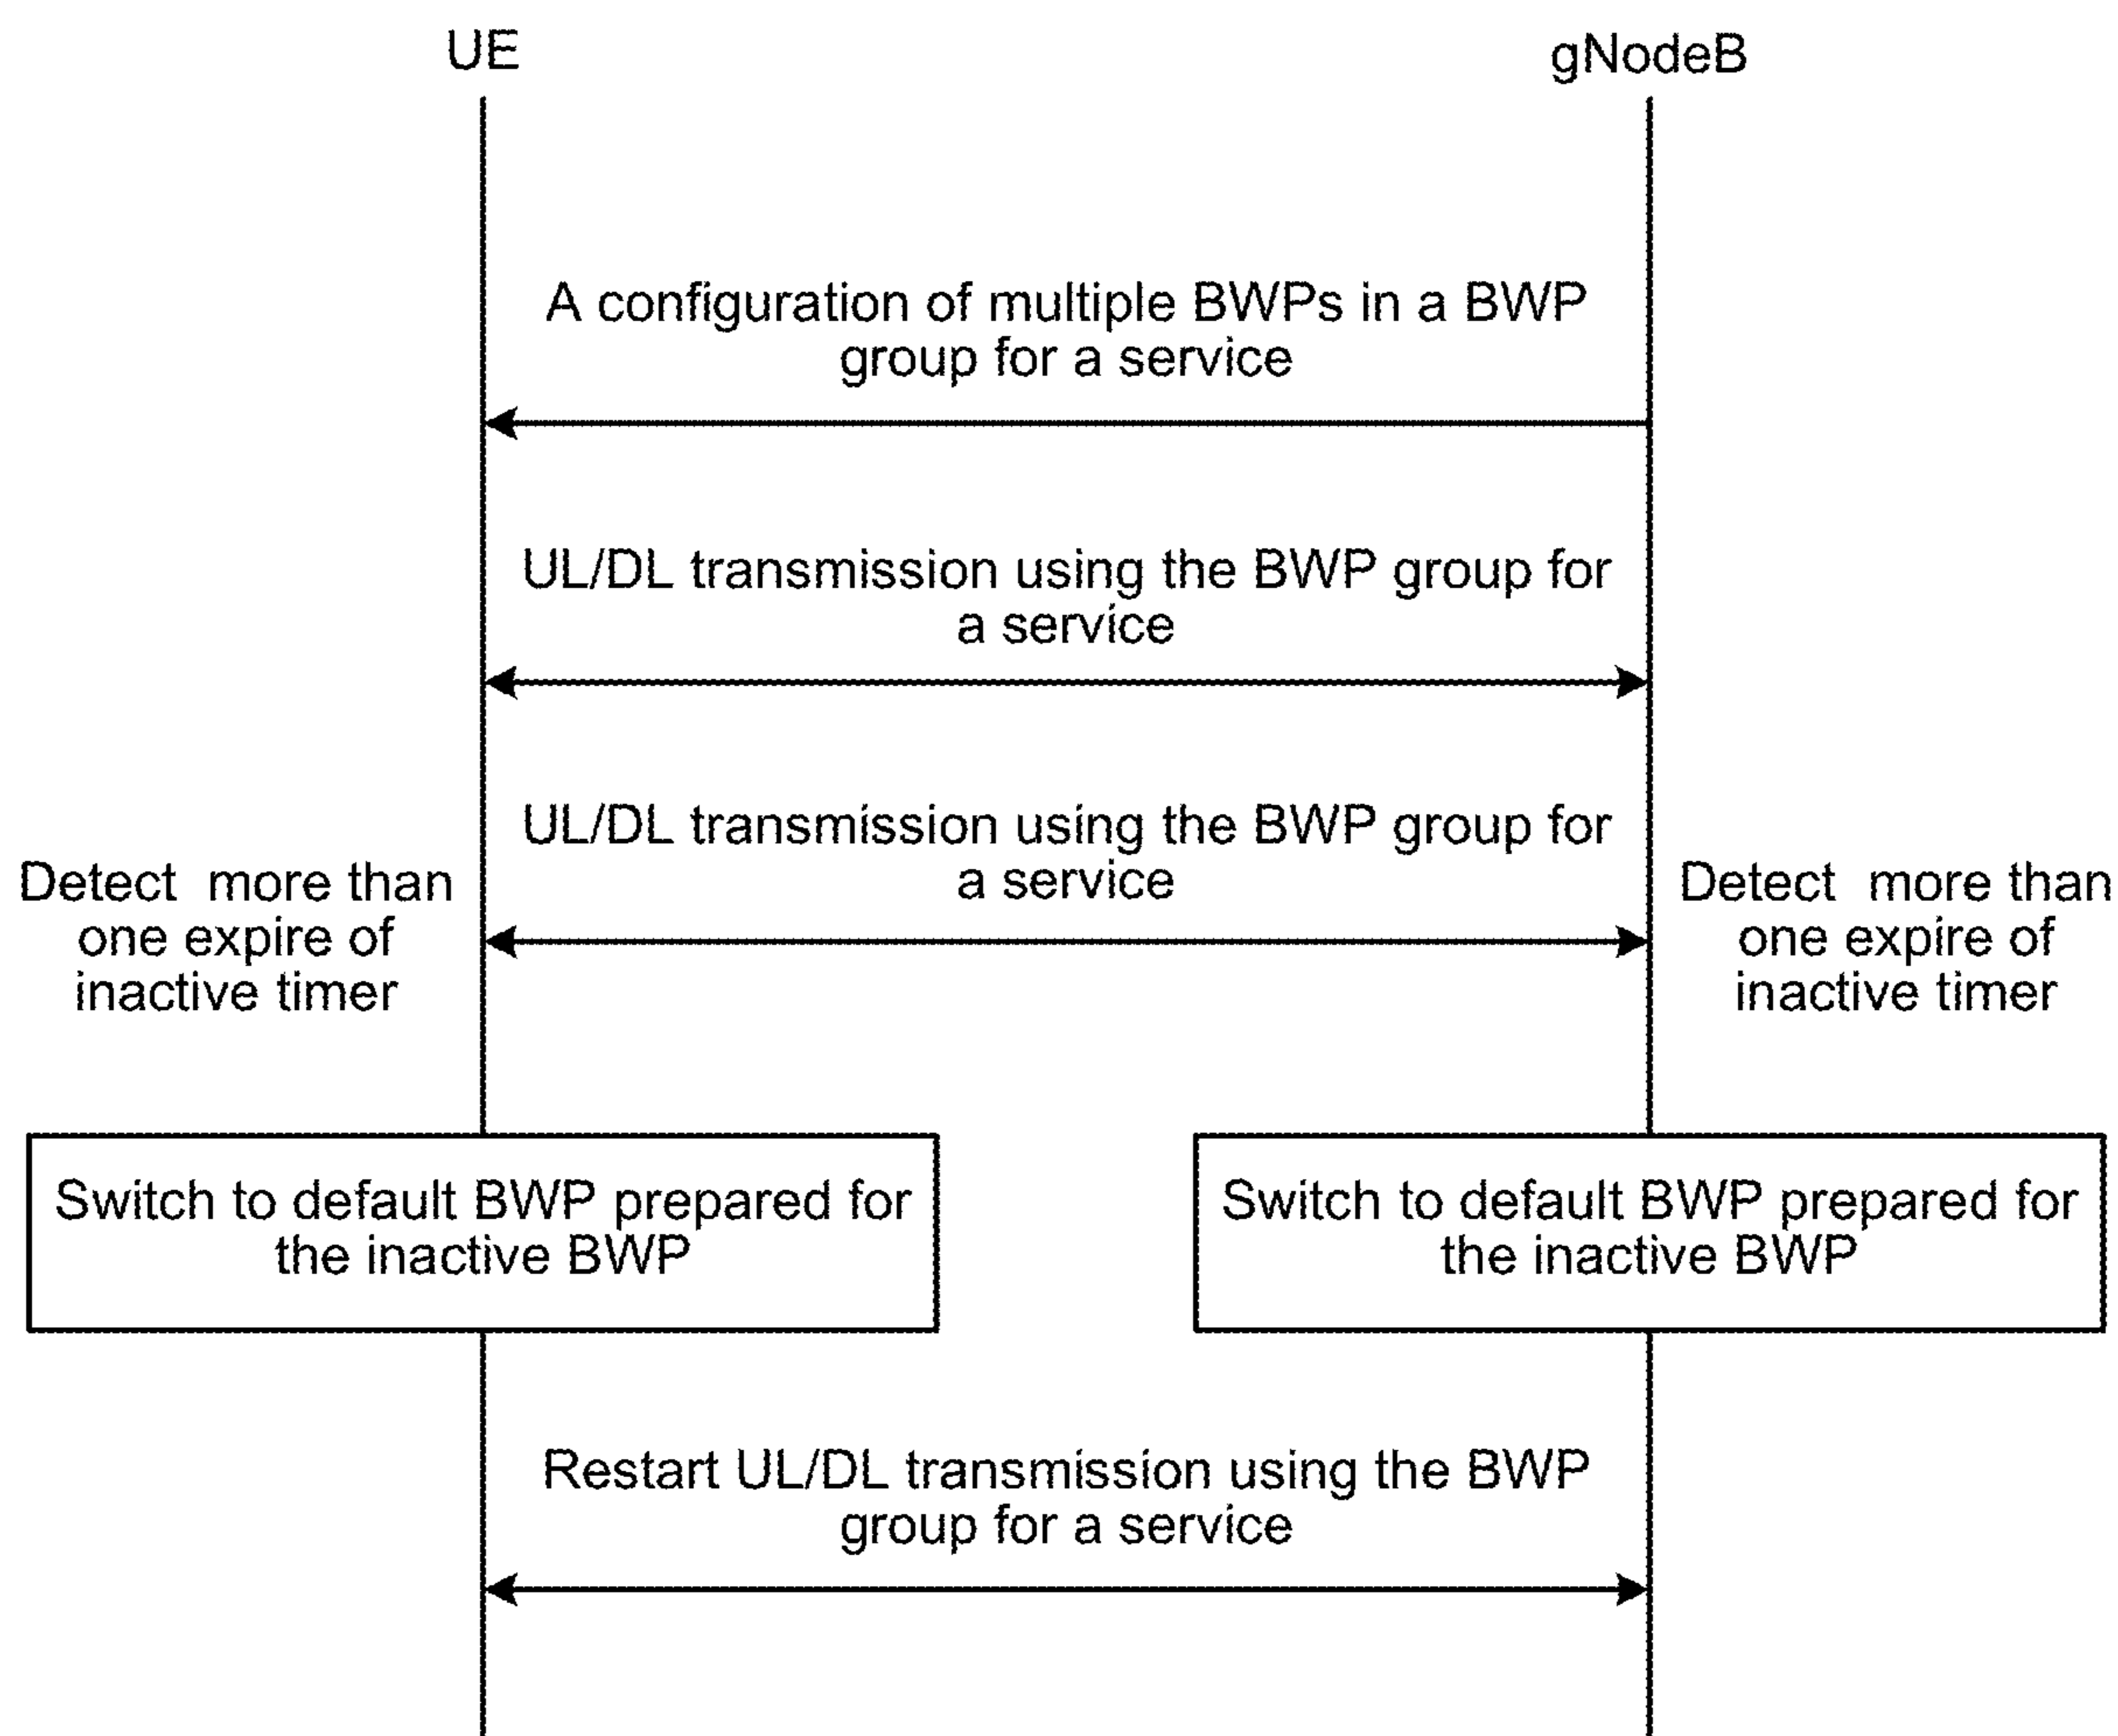 UE
gNodeB
A configuration of multiple BWPs in a BWP
group for a service
UL/DL transmission using the BWP group for
a service
UL/DL transmission using the BWP group for
a service
Detect more than
one expire of
inactive timer
Detect more than
one expire of
inactive timer
Switch to default BWP prepared for
the inactive BWP
Switch to default BWP prepared for
the inactive BWP
Restart UL/DL transmission using the BWP
group for a service